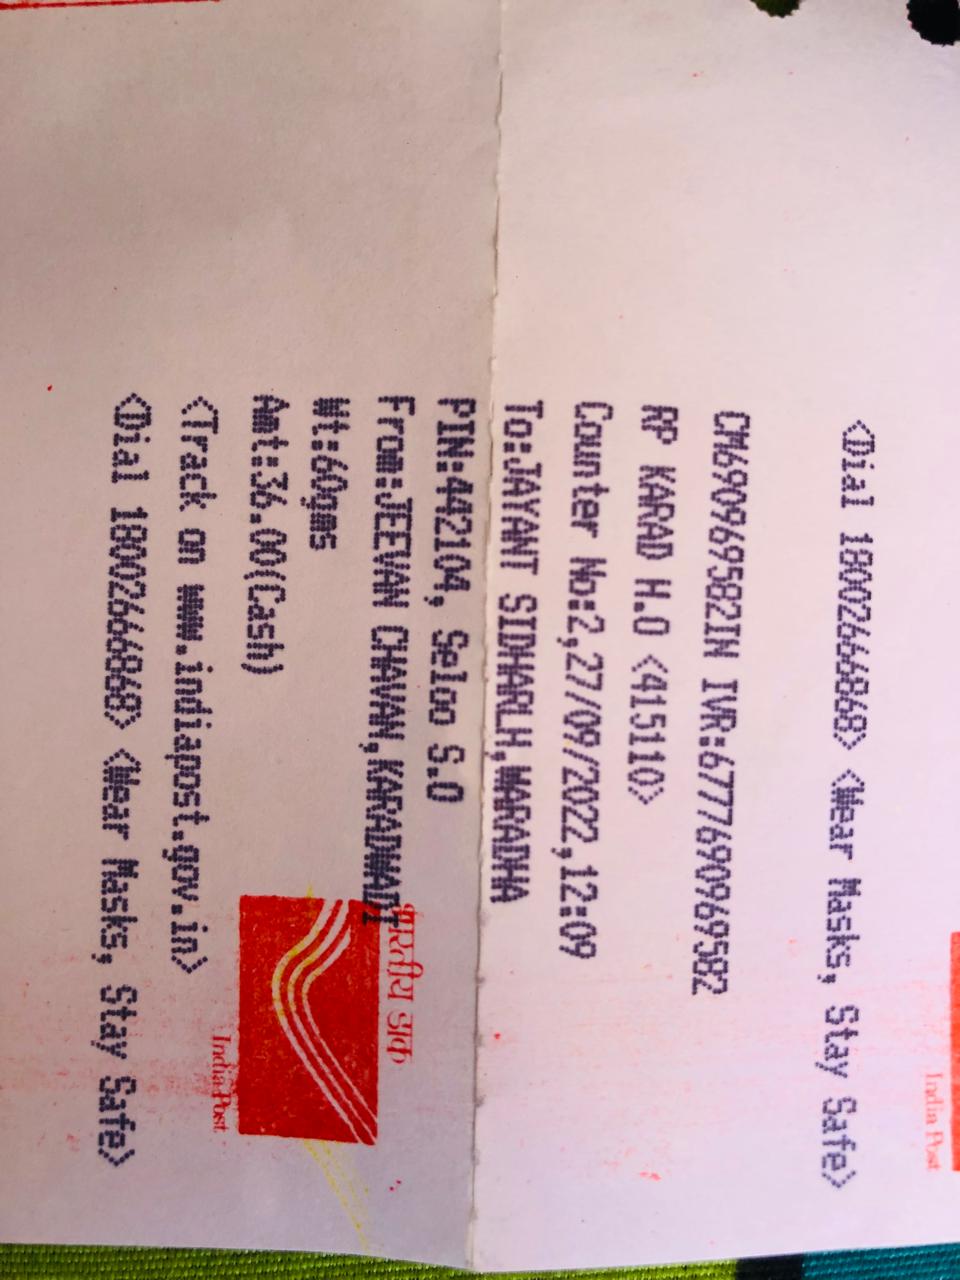 <Dial 18002666868> <Wear Masks, Stay Safe>
CM690969582IN IVR:6777690969582
RP KARAD H.O <415110>
Counter No:2,27/09/2022,12:09
To:JAYANT SIDHARLH,WARADHA
PIN:442104, Seloo S.O
From:JEEVAN CHAVAN,KARADWADI
Wt:60gms
Amt:36.00(Cash)
<Track on www.indiapost.gov.in>
<Dial 18002666868> <Wear Masks, Stay Safe>
भारतीय डाक
India Post
India Post